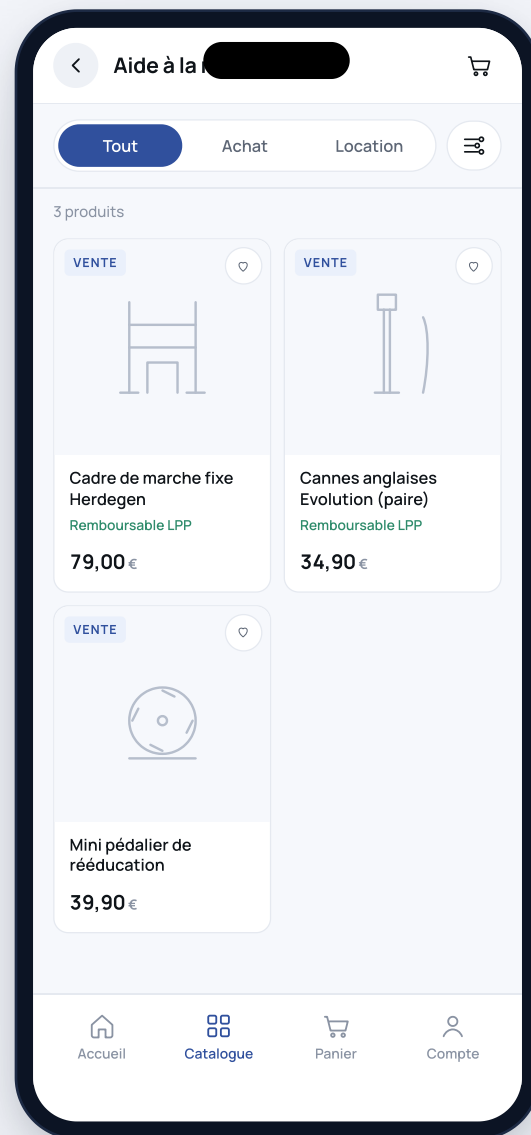 Aide à la
Tout
Achat
Location
3 produits
VENTE
VENTE
Cadre de marche fixe
Herdegen
Remboursable LPP
79,00 €
Cannes anglaises
Evolution (paire)
Remboursable LPP
34,90 €
VENTE
Mini pédalier de
rééducation
39,90 €
Accueil
Catalogue
Panier
Compte